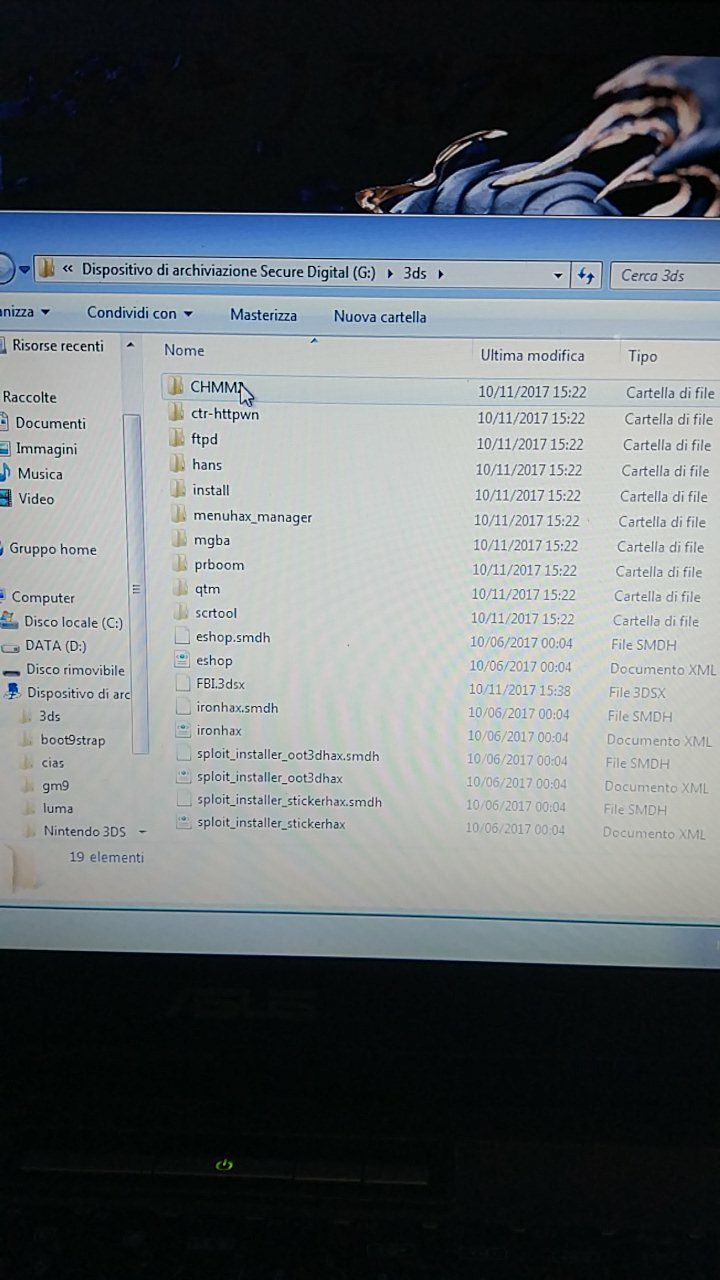 « Dispositivo di archiviazione Secure Digital (G:) 3ds Cerca 3ds
nizza Condividi con Masterizza Nuova cartella
Nome Ultima modifica Tipo
CHMM 10/11/2017 15:22 Cartella di file
ctr-httpwn 10/11/2017 15:22 Cartella di file
ftpd 10/11/2017 15:22 Cartella di file
hans 10/11/2017 15:22 Cartella di file
install 10/11/2017 15:22 Cartella di file
menuhax_manager 10/11/2017 15:22 Cartella di file
mgba 10/11/2017 15:22 Cartella di file
prboom 10/11/2017 15:22 Cartella di file
qtm 10/11/2017 15:22 Cartella di file
scrtool 10/11/2017 15:22 Cartella di file
eshop.smdh 10/06/2017 00:04 File SMDH
eshop 10/06/2017 00:04 Documento XML
FBI.3dsx 10/11/2017 15:38 File 3DSX
ironhax.smdh 10/06/2017 00:04 File SMDH
ironhax 10/06/2017 00:04 Documento XML
sploit_installer_oot3dhax.smdh 10/06/2017 00:04 File SMDH
sploit_installer_oot3dhax 10/06/2017 00:04 Documento XML
sploit_installer_stickerhax.smdh 10/06/2017 00:04 File SMDH
sploit_installer_stickerhax 10/06/2017 00:04 Documento XML
Risorse recenti
Raccolte
Documenti
Immagini
Musica
Video
Gruppo home
Computer
Disco locale (C:)
DATA (D:)
Disco rimovibile
Dispositivo di arc
3ds
boot9strap
cias
gm9
luma
Nintendo 3DS
19 elementi